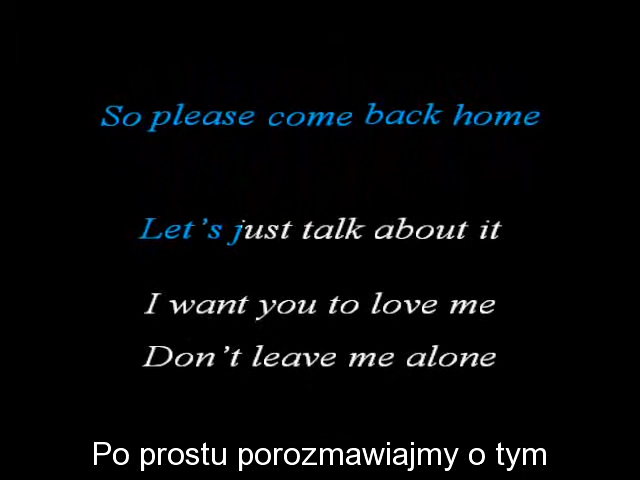 So please come back home
Let's just talk about it
I want you to love me
Don't leave me alone
Po prostu porozmawiajmy o tym